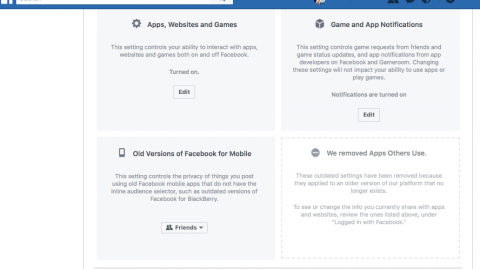 Apps, Websites and Games
This setting controls your ability to interact with apps,
websites and games both on and off Facebook.
Turned on.
Edit
Game and App Notifications
This setting controls game requests from friends and
game status updates, and app notifications from app
developers on Facebook and Gameroom. Changing
these settings will not impact your ability to use apps or
play games.
Notifications are turned on
Edit
Old Versions of Facebook for Mobile
This setting controls the privacy of things you post
using old Facebook mobile apps that do not have the
inline audience selector, such as outdated versions of
Facebook for BlackBerry.
Friends
We removed Apps Others Use.
These outdated settings have been removed because
they applied to an older version of our platform that no
longer exists.
To see or change the info you currently share with apps
and websites, review the ones listed above, under
"Logged in with Facebook."